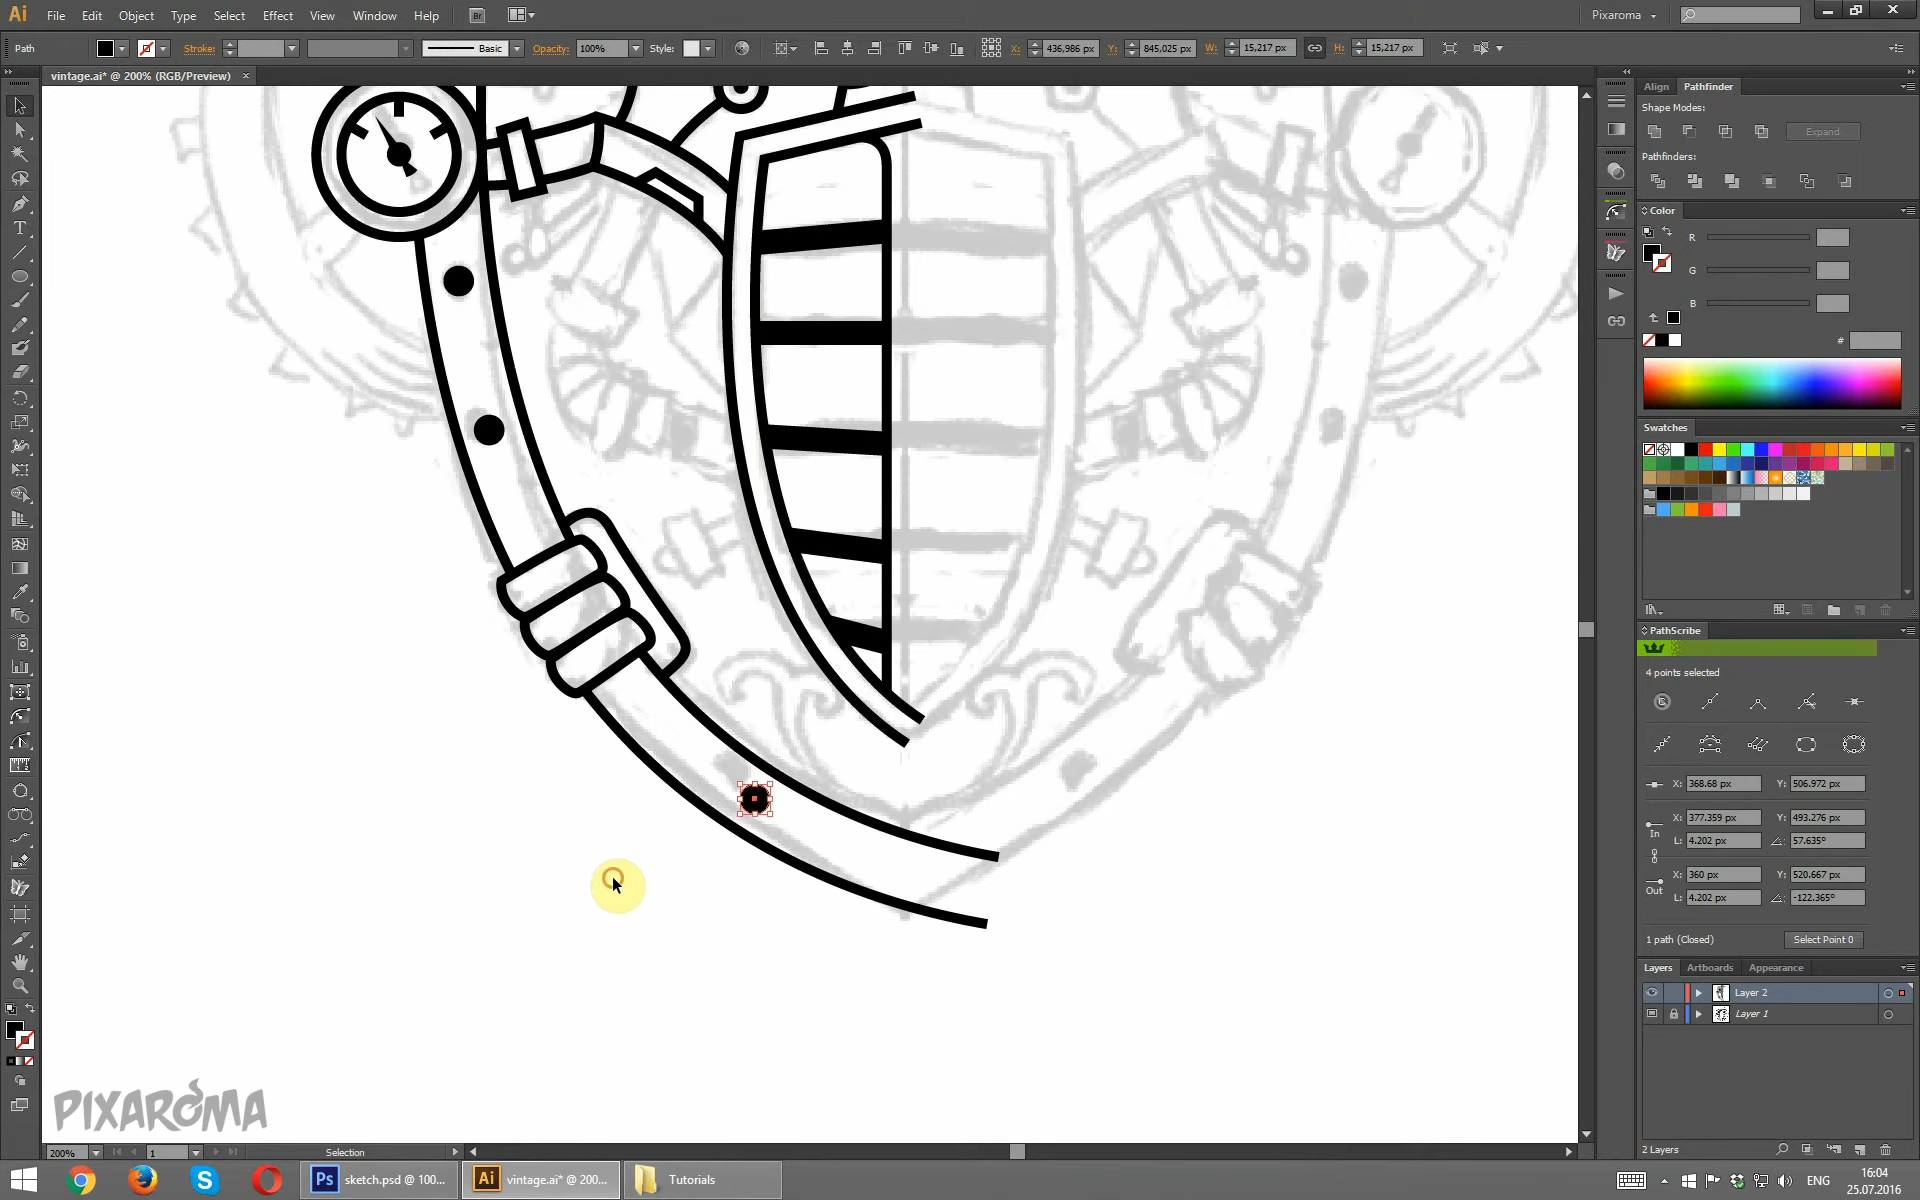 Ai File Edit Object Type Select Effect View Window Help Br Pixaroma
Path Stroke: Basic Opacity: 100% Style: X: 436,986 px Y: 845,025 px W: 15,217 px H: 15,217 px
vintage.ai* @ 200% (RGB/Preview) ×
Align Pathfinder
Shape Modes:
Expand
Pathfinders:
Color
R
G
B
#
Swatches
PathScribe
4 points selected
X: 368.68 px Y: 506.972 px
X: 377.359 px Y: 493.276 px
In
L: 4.202 px 57.635°
X: 360 px Y: 520.667 px
Out
L: 4.202 px -122.365°
1 path (Closed) Select Point 0
Layers Artboards Appearance
Layer 2
Layer 1
2 Layers
PIXAROMA
200% 1 Selection
Ps sketch.psd @ 100... Ai vintage.ai* @ 200... Tutorials ENG 16:04
25.07.2016